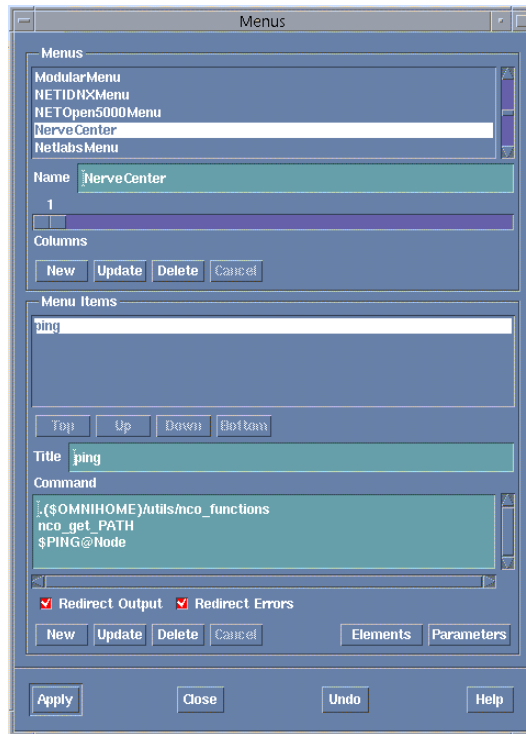 Menus
Menus
ModularMenu
NETIDNXMenu
NETOpen5000Menu
NerveCenter
NetlabsMenu
Name NerveCenter
1
Columns
New Update Delete Cancel
Menu Items
ping
Top Up Down Bottom
Title ping
Command
.($OMNIHOME)/utils/nco_functions
nco_get_PATH
$PING@Node
Redirect Output Redirect Errors
New Update Delete Cancel Elements Parameters
Apply Close Undo Help